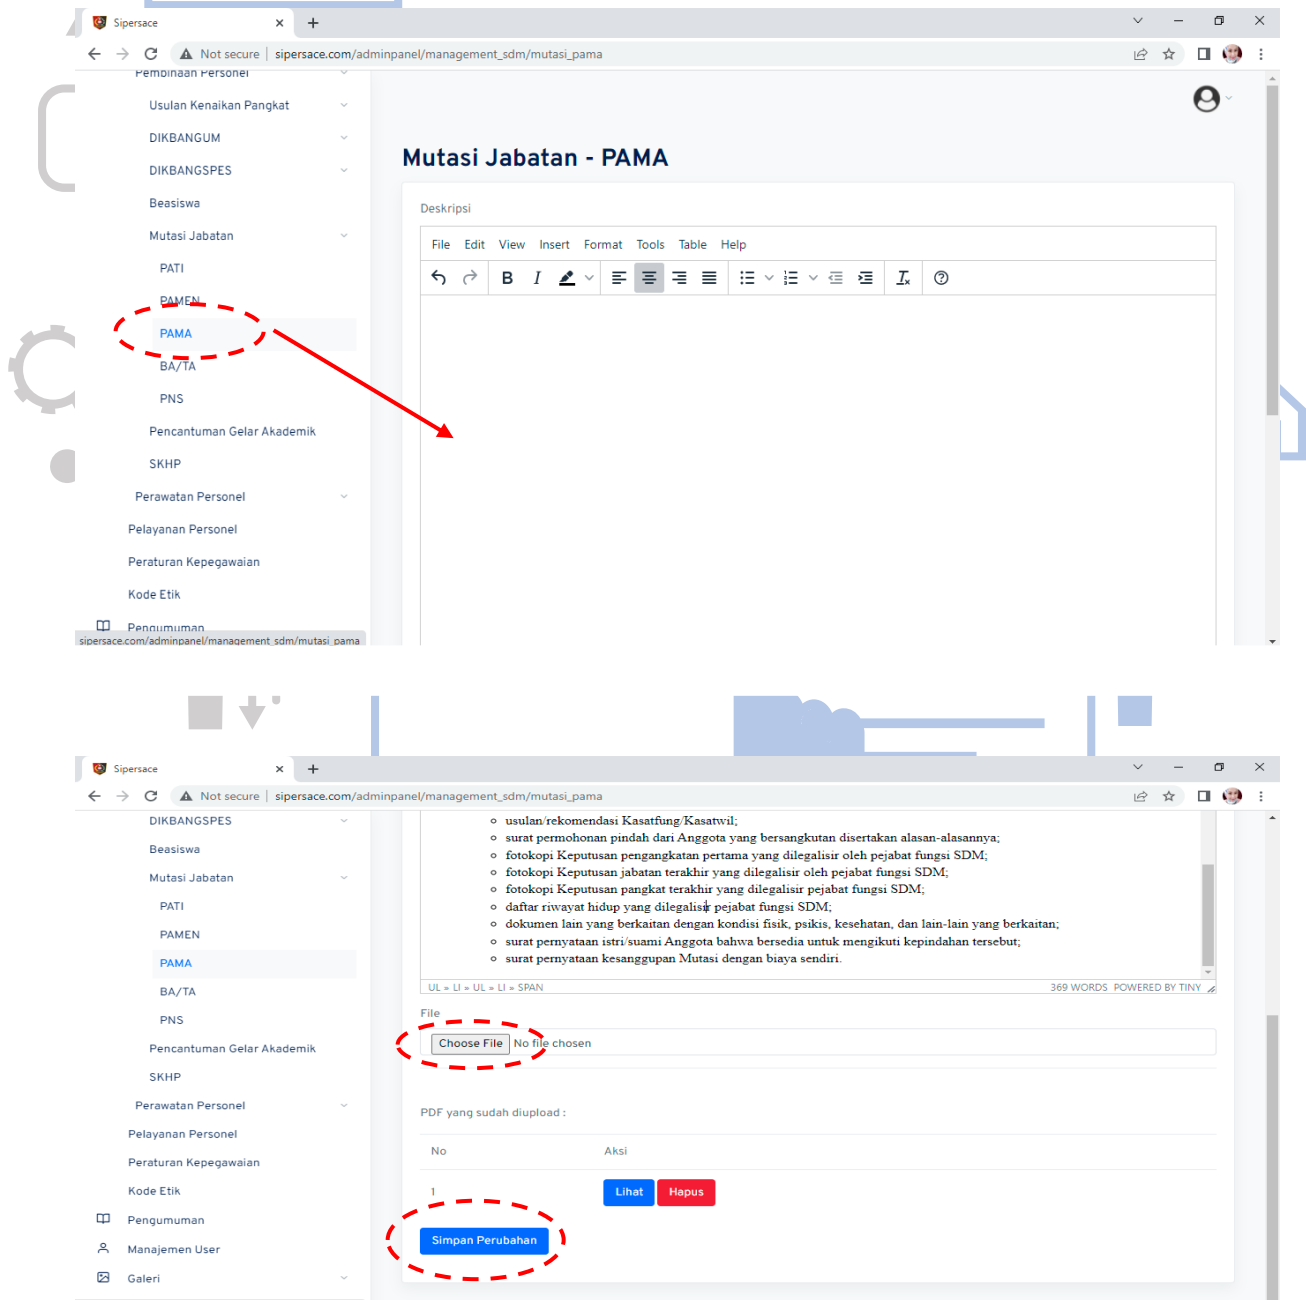 Sipersace
Not secure | sipersace.com/adminpanel/management_sdm/mutasi_pama
Pembinaan Personel
Usulan Kenaikan Pangkat
DIKBANGUM
DIKBANGSPES
Beasiswa
Mutasi Jabatan
PATI
PAMEN
PAMA
BA/TA
PNS
Pencantuman Gelar Akademik
SKHP
Perawatan Personel
Pelayanan Personel
Peraturan Kepegawaian
Kode Etik
Pengumuman
sipersace.com/adminpanel/management_sdm/mutasi_pama
Mutasi Jabatan - PAMA
Deskripsi
File Edit View Insert Format Tools Table Help
Sipersace
Not secure | sipersace.com/adminpanel/management_sdm/mutasi_pama
DIKBANGSPES
Beasiswa
Mutasi Jabatan
PATI
PAMEN
PAMA
BA/TA
PNS
Pencantuman Gelar Akademik
SKHP
Perawatan Personel
Pelayanan Personel
Peraturan Kepegawaian
Kode Etik
Pengumuman
Manajemen User
Galeri
usulan/rekomendasi Kasatfung/Kasatwil;
surat permohonan pindah dari Anggota yang bersangkutan disertakan alasan-alasannya;
fotokopi Keputusan pengangkatan pertama yang dilegalisir oleh pejabat fungsi SDM;
fotokopi Keputusan jabatan terakhir yang dilegalisir oleh pejabat fungsi SDM;
fotokopi Keputusan pangkat terakhir yang dilegalisir pejabat fungsi SDM;
daftar riwayat hidup yang dilegalisir pejabat fungsi SDM;
dokumen lain yang berkaitan dengan kondisi fisik, psikis, kesehatan, dan lain-lain yang berkaitan;
surat pernyataan istri/suami Anggota bahwa bersedia untuk mengikuti kepindahan tersebut;
surat pernyataan kesanggupan Mutasi dengan biaya sendiri.
UL » LI » UL » LI » SPAN 369 WORDS POWERED BY TINY
File
Choose File No file chosen
PDF yang sudah diupload :
No Aksi
1 Lihat Hapus
Simpan Perubahan